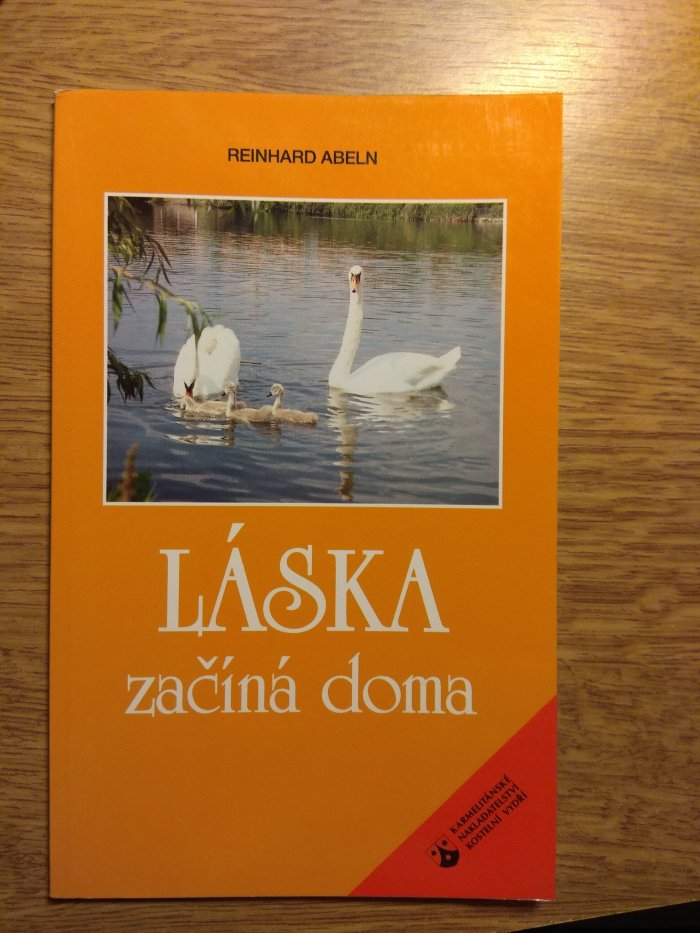 REINHARD ABELN
LÁSKA
začíná doma
KARMELITÁNSKÉ
NAKLADATELSTVÍ
KOSTELNÍ VYDŘÍ